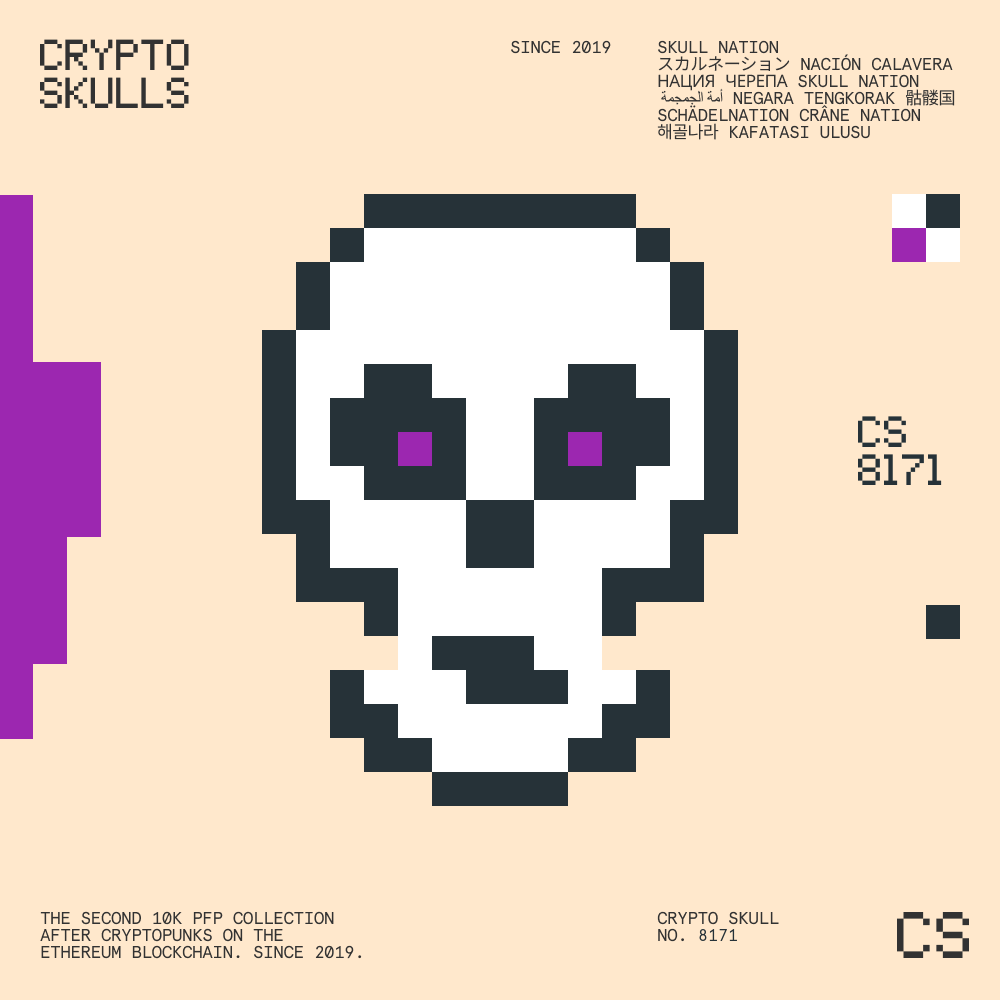 CRYPTO
SKULLS
SINCE 2019
SKULL NATION
スカルネーション NACIÓN CALAVERA
НАЦИЯ ЧЕРЕПА SKULL NATION
أمة الجمجمة NEGARA TENGKORAK 骷髅国
SCHÄDELNATION CRÂNE NATION
해골나라 KAFATASI ULUSU
CS
8171
THE SECOND 10K PFP COLLECTION
AFTER CRYPTOPUNKS ON THE
ETHEREUM BLOCKCHAIN. SINCE 2019.
CRYPTO SKULL
NO. 8171
CS